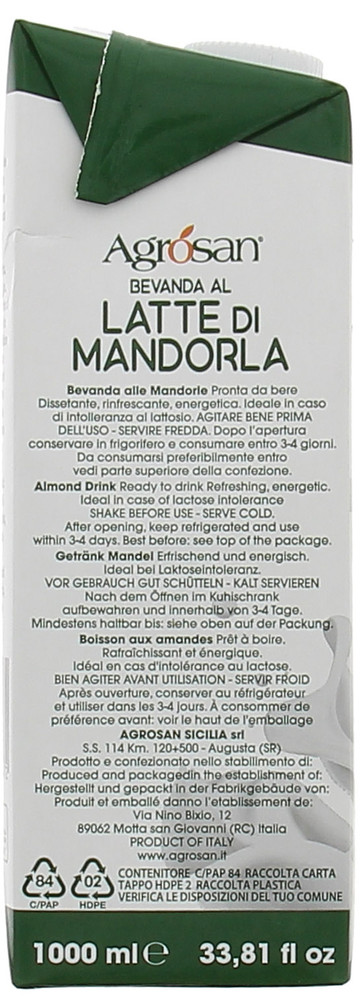 Agrosan®
BEVANDA AL
LATTE DI
MANDORLA
Bevanda alle Mandorle Pronta da bere
Dissetante, rinfrescante, energetica. Ideale in caso
di intolleranza al lattosio. AGITARE BENE PRIMA
DELL'USO - SERVIRE FREDDA. Dopo l'apertura
conservare in frigorifero e consumare entro 3-4 giorni.
Da consumarsi preferibilmente entro
vedi parte superiore della confezione.
Almond Drink Ready to drink Refreshing, energetic.
Ideal in case of lactose intolerance
SHAKE BEFORE USE - SERVE COLD.
After opening, keep refrigerated and use
within 3-4 days. Best before: see top of the package.
Getränk Mandel Erfrischend und energisch.
Ideal bei Laktoseintoleranz.
VOR GEBRAUCH GUT SCHÜTTELN - KALT SERVIEREN
Nach dem Öffnen im Kuhischrank
aufbewahren und innerhalb von 3-4 Tage.
Mindestens haltbar bis: siehe oben auf der Packung.
Boisson aux amandes Prêt à boire.
Rafraîchissant et énergique.
Idéal en cas d'intolérance au lactose.
BIEN AGITER AVANT UTILISATION - SERVIR FROID
Après ouverture, conserver au réfrigérateur
et utiliser dans les 3-4 jours. À consommer de
préférence avant: voir le haut de l'emballage
AGROSAN SICILIA srl
S.S. 114 Km. 120+500 - Augusta (SR)
Prodotto e confezionato nello stabilimento di:
Produced and packagedin the establishment of:
Hergestellt und gepackt in der Fabrikgebäude von:
Produit et emballé danno l'etablissement de:
Via Nino Bixio, 12
89062 Motta san Giovanni (RC) Italia
PRODUCT OF ITALY
www.agrosan.it
84
C/PAP
02
HDPE
CONTENITORE C/PAP 84 RACCOLTA CARTA
TAPPO HDPE 2 RACCOLTA PLASTICA
VERIFICA LE DISPOSIZIONI DEL TUO COMUNE
1000 ml e 33,81 fl oz